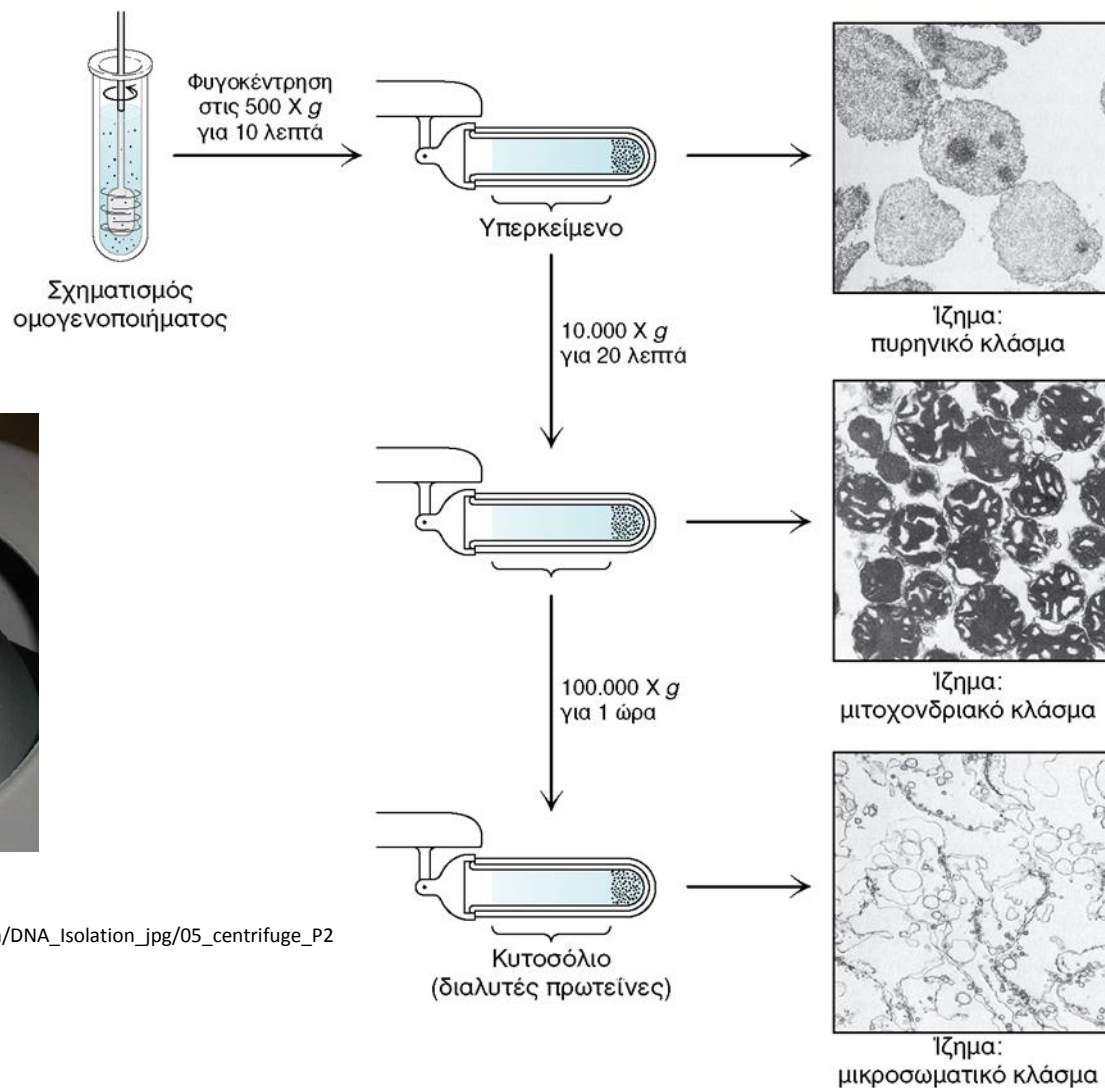 Φυγοκέντρηση
στις 500 X g
για 10 λεπτά
Σχηματισμός
ομογενοποιήματος
Υπερκείμενο
Ίζημα:
πυρηνικό κλάσμα
10.000 X g
για 20 λεπτά
Ίζημα:
μιτοχονδριακό κλάσμα
100.000 X g
για 1 ώρα
/DNA_Isolation_jpg/05_centrifuge_P2
Κυτοσόλιο
(διαλυτές πρωτεΐνες)
Ίζημα:
μικροσωματικό κλάσμα